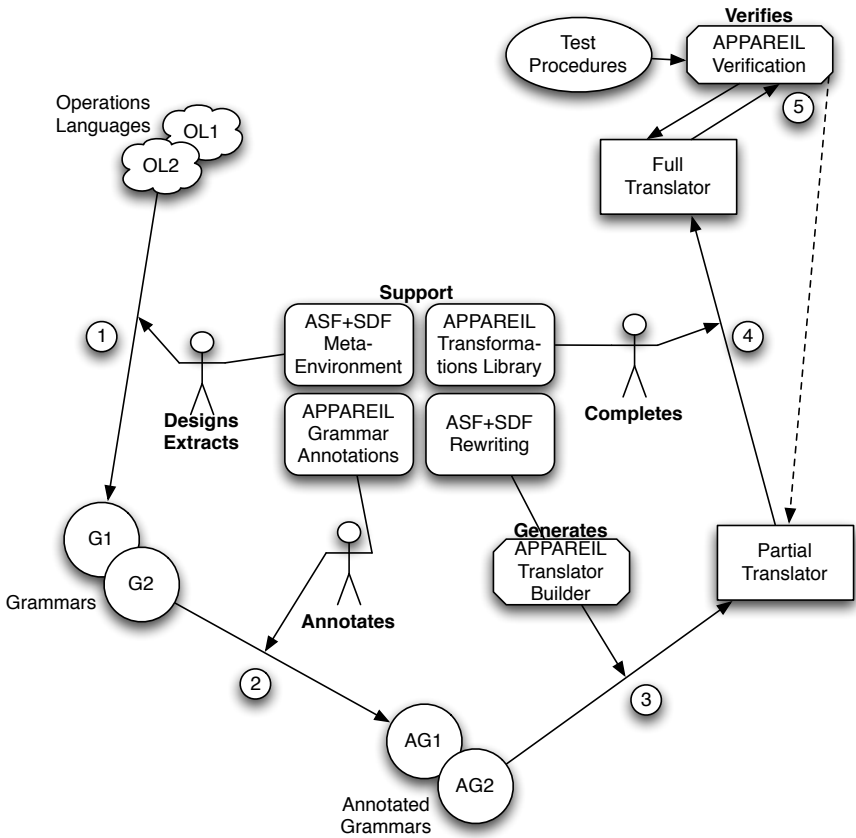 Verifies
Test
Procedures
APPAREIL
Verification
5
Operations
Languages
OL1
OL2
Full
Translator
Support
1
ASF+SDF
Meta-
Environment
APPAREIL
Transforma-
tions Library
4
Designs
Extracts
APPAREIL
Grammar
Annotations
ASF+SDF
Rewriting
Completes
G1
G2
Grammars
Generates
APPAREIL
Translator
Builder
Partial
Translator
Annotates
2
3
AG1
AG2
Annotated
Grammars